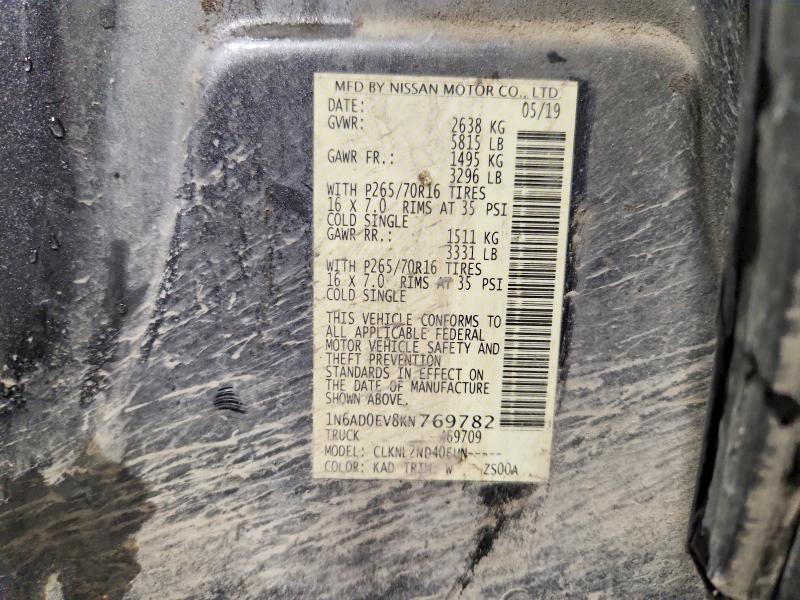 MFD BY NISSAN MOTOR CO., LTD
DATE: 05/19
GVWR: 2638 KG
5815 LB
GAWR FR.: 1495 KG
3296 LB
WITH P265/70R16 TIRES
16 X 7.0 RIMS AT 35 PSI
COLD SINGLE
GAWR RR.: 1511 KG
3331 LB
WITH P265/70R16 TIRES
16 X 7.0 RIMS AT 35 PSI
COLD SINGLE
THIS VEHICLE CONFORMS TO
ALL APPLICABLE FEDERAL
MOTOR VEHICLE SAFETY AND
THEFT PREVENTION
STANDARDS IN EFFECT ON
THE DATE OF MANUFACTURE
SHOWN ABOVE.
1N6AD0EV8KN769782
TRUCK 469709
MODEL:
COLOR: KAD TRIM W ZS00A